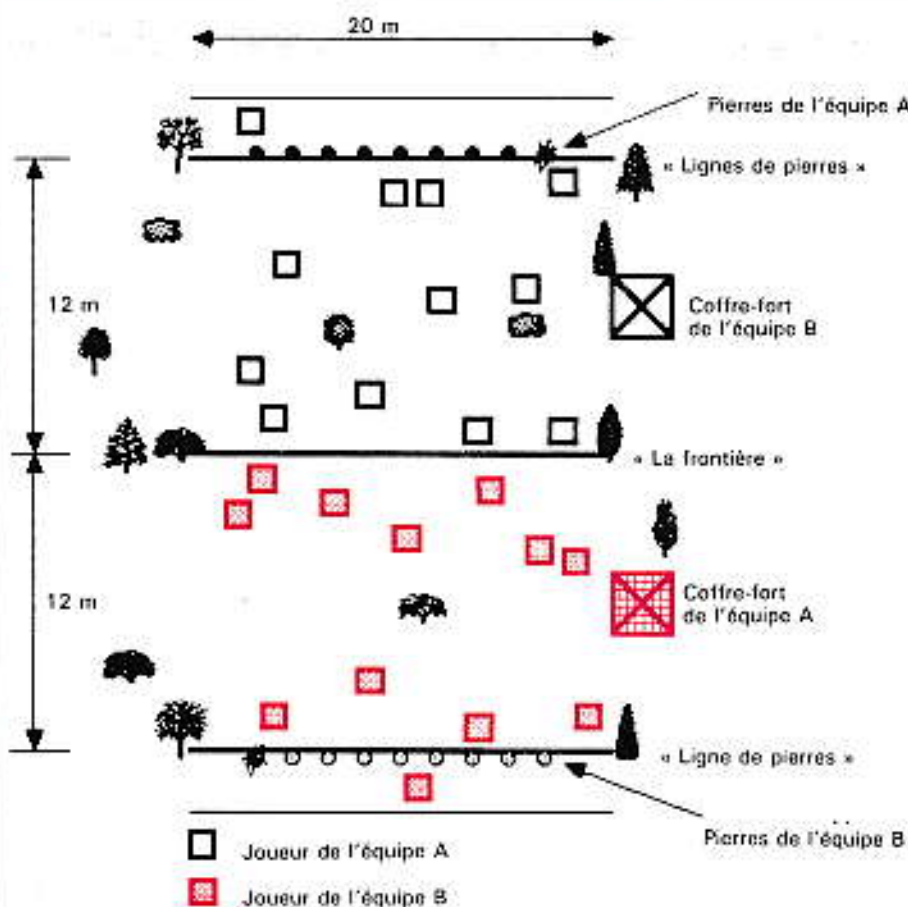 20 m
Pierres de l'équipe A
« Lignes de pierres »
12 m
Coffre-fort
de l'équipe B
« La frontière »
12 m
Coffre-fort
de l'équipe A
« Ligne de pierres »
Pierres de l'équipe B
Joueur de l'équipe A
Joueur de l'équipe B